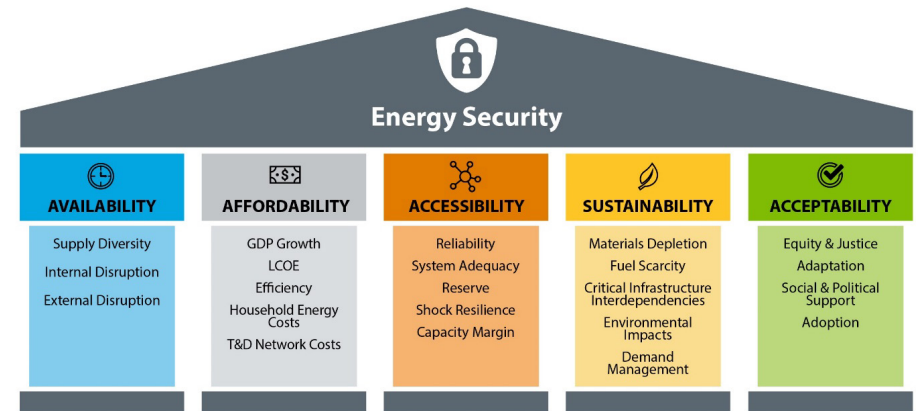 Energy Security
AVAILABILITY
Supply Diversity
Internal Disruption
External Disruption
AFFORDABILITY
GDP Growth
LCOE
Efficiency
Household Energy
Costs
T&D Network Costs
ACCESSIBILITY
Reliability
System Adequacy
Reserve
Shock Resilience
Capacity Margin
SUSTAINABILITY
Materials Depletion
Fuel Scarcity
Critical Infrastructure
Interdependencies
Environmental
Impacts
Demand
Management
ACCEPTABILITY
Equity & Justice
Adaptation
Social & Political
Support
Adoption